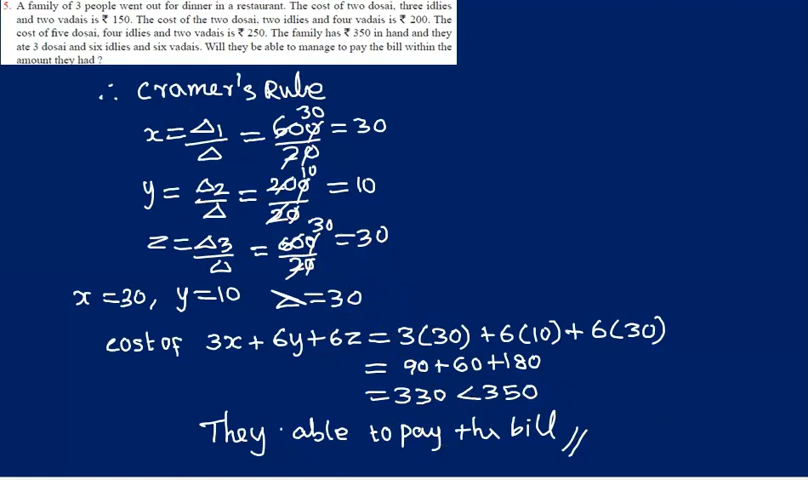 5. A family of 3 people went out for dinner in a restaurant. The cost of two dosai, three idlies
and two vadais is ₹ 150. The cost of the two dosai, two idlies and four vadais is ₹ 200. The
cost of five dosai, four idlies and two vadais is ₹ 250. The family has ₹ 350 in hand and they
ate 3 dosai and six idlies and six vadais. Will they be able to manage to pay the bill within the
amount they had ?
∴ Cramer's Rule
x = Δ1/Δ = 600/20 = 30
y = Δ2/Δ = 200/20 = 10
z = Δ3/Δ = 600/20 = 30
x = 30, y = 10 z = 30
cost of 3x + 6y + 6z = 3(30) + 6(10) + 6(30)
= 90 + 60 + 180
= 330 < 350
They able to pay the bill //